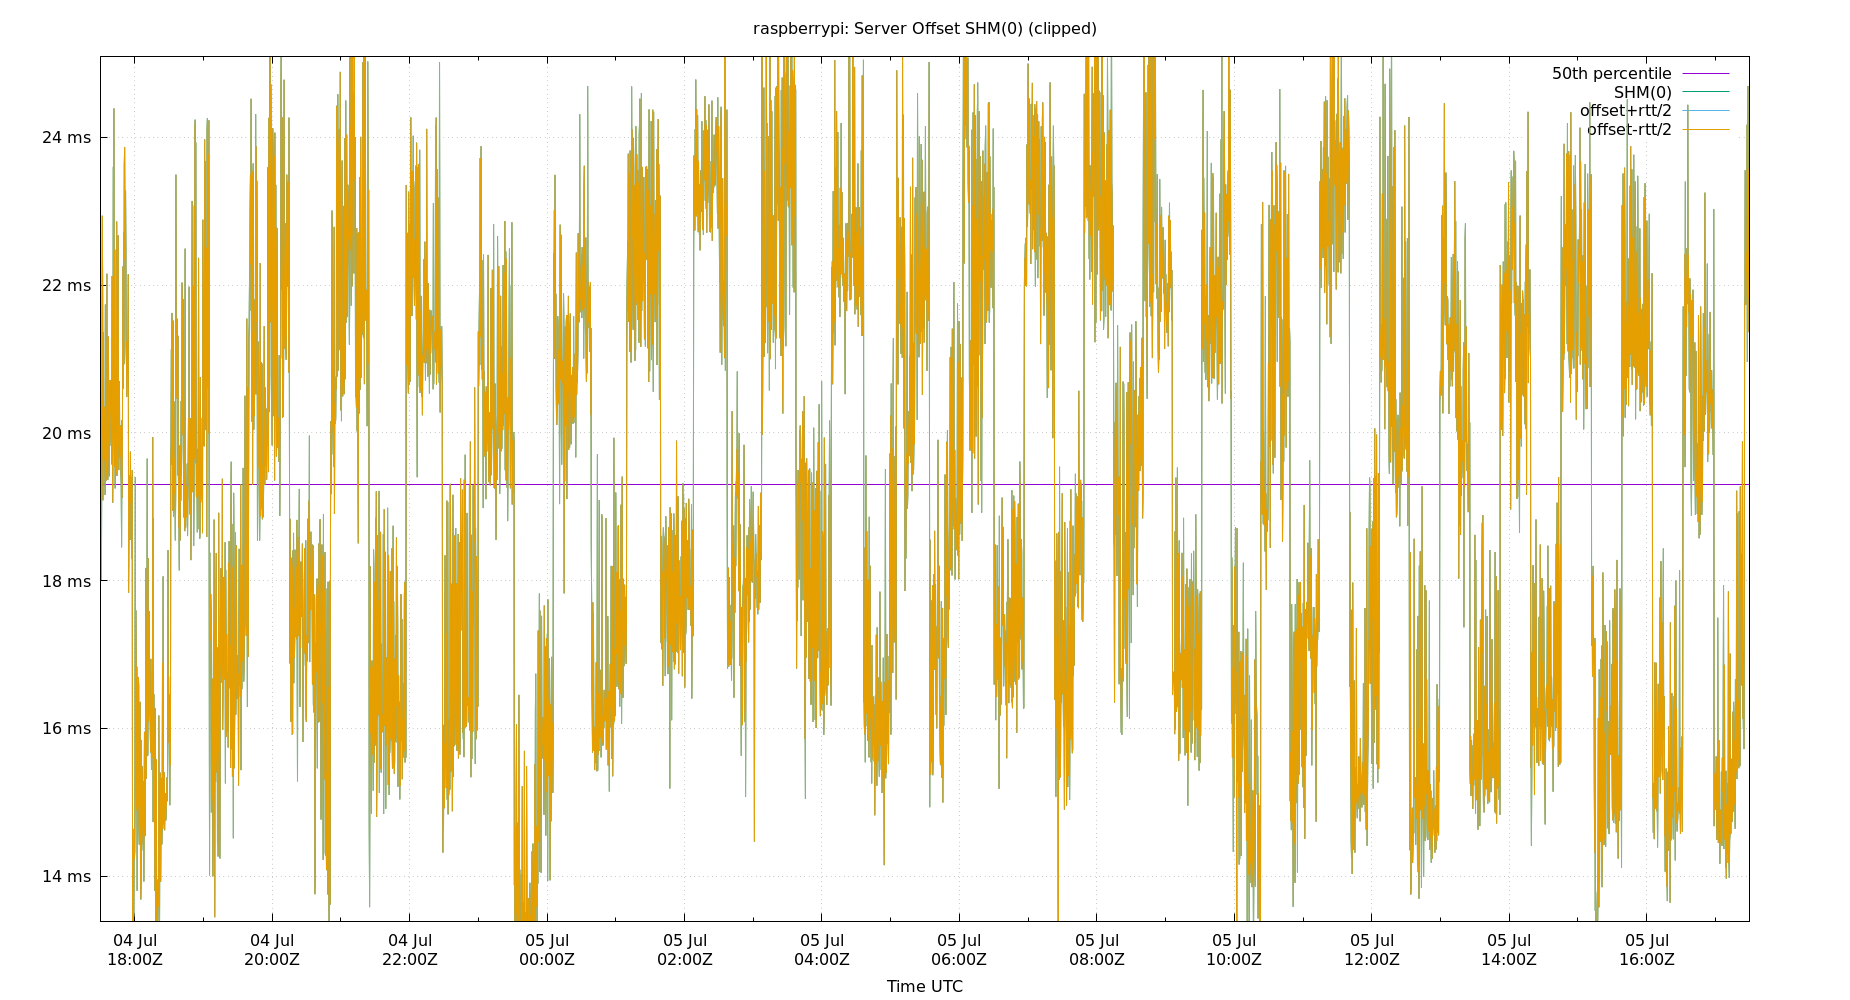 raspberrypi: Server Offset SHM(0) (clipped)
50th percentile
SHM(0)
offset+rtt/2
offset-rtt/2
24 ms
22 ms
20 ms
18 ms
16 ms
14 ms
04 Jul 04 Jul 04 Jul 05 Jul 05 Jul 05 Jul 05 Jul 05 Jul 05 Jul 05 Jul 05 Jul 05 Jul
18:00Z 20:00Z 22:00Z 00:00Z 02:00Z 04:00Z 06:00Z 08:00Z 10:00Z 12:00Z 14:00Z 16:00Z
Time UTC